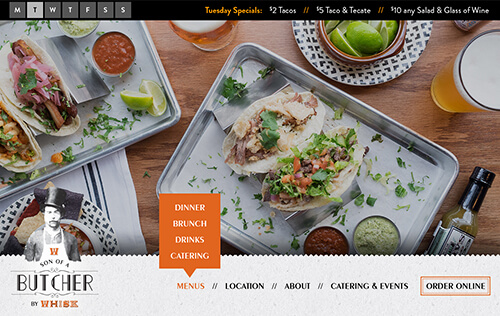 M T W T F S S
Tuesday Specials: $2 Tacos // $5 Taco & Tecate // $10 any Salad & Glass of Wine
DINNER
BRUNCH
DRINKS
CATERING
W
SON OF A
BUTCHER
BY WHISK
MENUS // LOCATION // ABOUT // CATERING & EVENTS
ORDER ONLINE